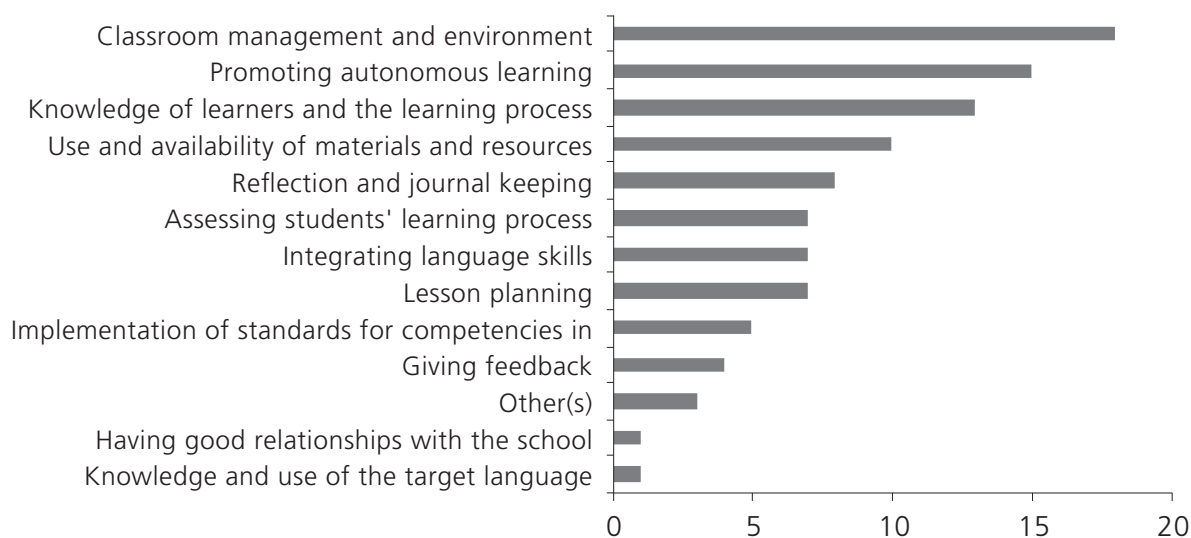 Classroom management and environment
Promoting autonomous learning
Knowledge of learners and the learning process
Use and availability of materials and resources
Reflection and journal keeping
Assessing students' learning process
Integrating language skills
Lesson planning
Implementation of standards for competencies in
Giving feedback
Other(s)
Having good relationships with the school
Knowledge and use of the target language
0 5 10 15 20